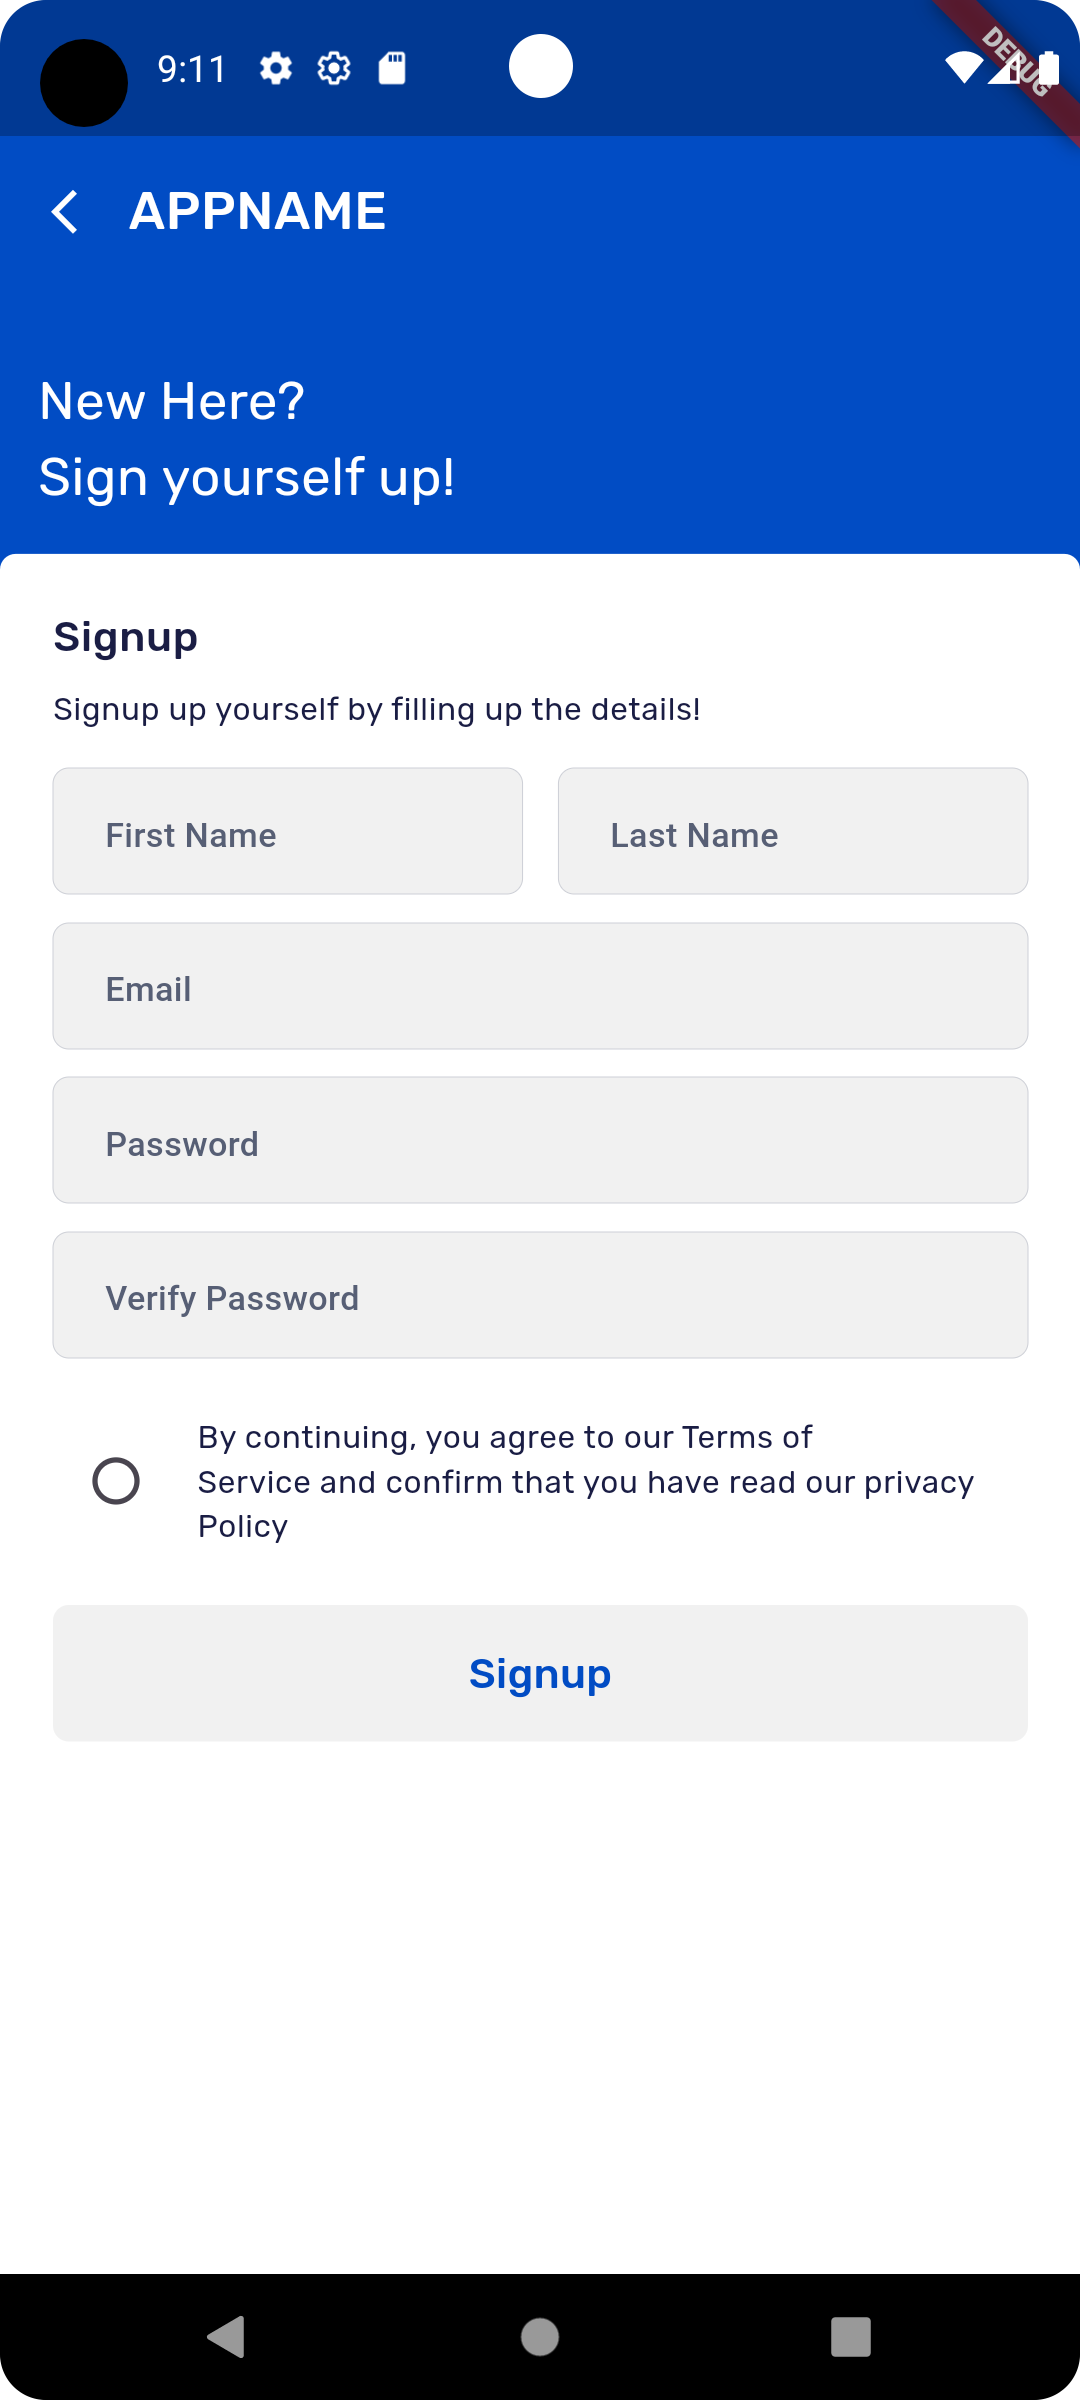 9:11
DEBUG
APPNAME
New Here?
Sign yourself up!
Signup
Signup up yourself by filling up the details!
First Name
Last Name
Email
Password
Verify Password
By continuing, you agree to our Terms of
Service and confirm that you have read our privacy
Policy
Signup